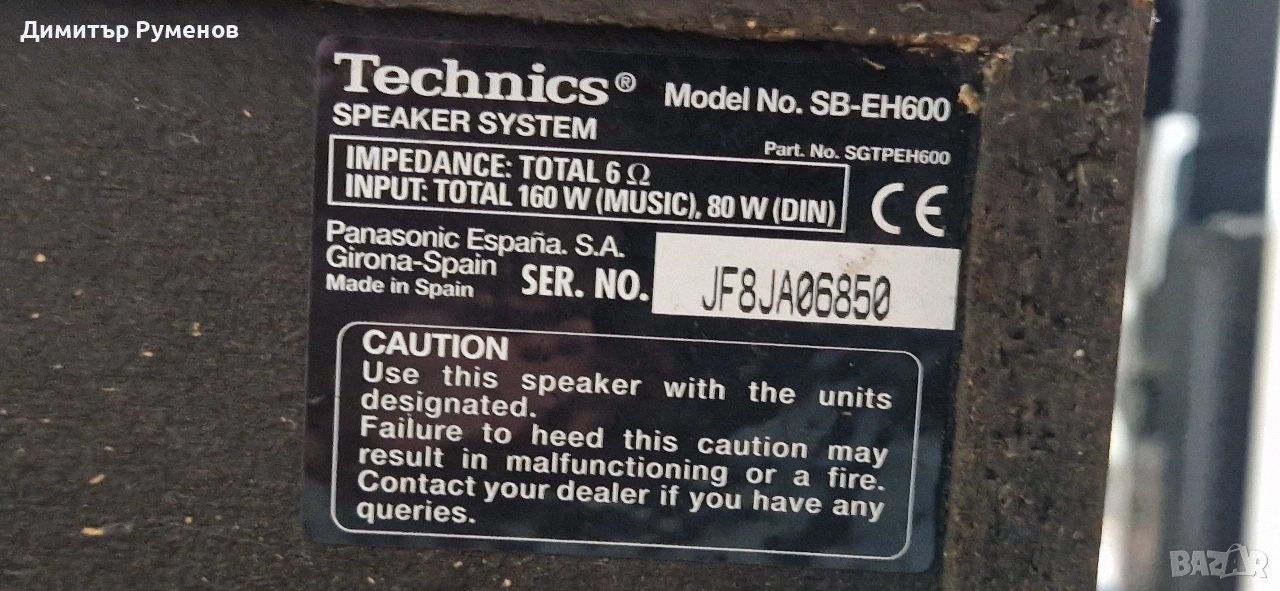 Димитър Руменов
Technics®
Model No. SB-EH600
SPEAKER SYSTEM
Part. No. SGTPEH600
IMPEDANCE: TOTAL 6 Ω
INPUT: TOTAL 160 W (MUSIC), 80 W (DIN)
CE
Panasonic España. S.A.
Girona-Spain
Made in Spain
SER. NO.
JF8JA06850
CAUTION
Use this speaker with the units
designated.
Failure to heed this caution may
result in malfunctioning or a fire.
Contact your dealer if you have any
queries.
BAZAR